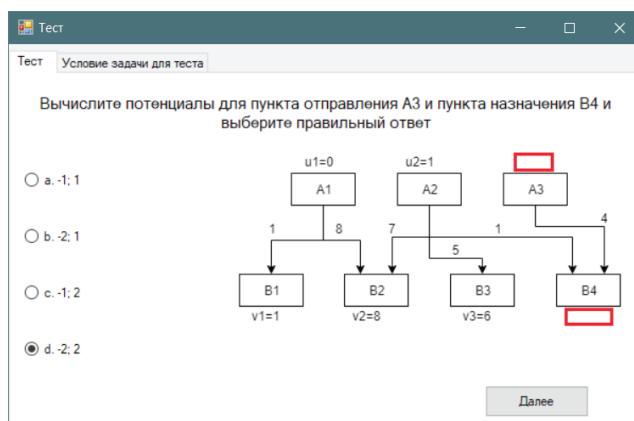 Тест
Тест
Условие задачи для теста
Вычислите потенциалы для пункта отправления А3 и пункта назначения В4 и
выберите правильный ответ
a. -1; 1
b. -2; 1
c. -1; 2
d. -2; 2
u1=0
u2=1
A1
A2
A3
1
8
7
1
4
5
B1
B2
B3
B4
v1=1
v2=8
v3=6
Далее